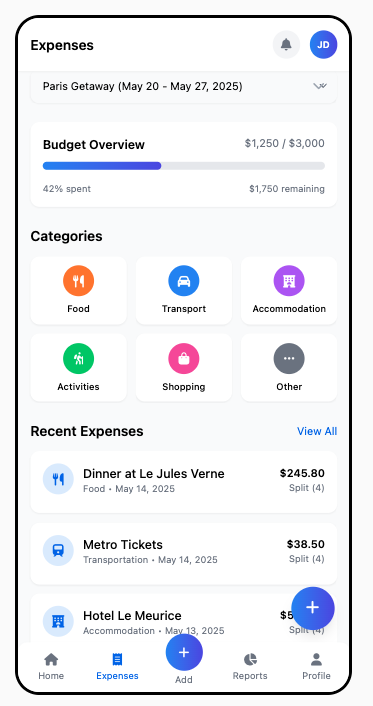 Expenses
JD
Paris Getaway (May 20 - May 27, 2025)
Budget Overview
$1,250 / $3,000
42% spent
$1,750 remaining
Categories
Food
Transport
Accommodation
Activities
Shopping
Other
Recent Expenses
View All
Dinner at Le Jules Verne
$245.80
Food • May 14, 2025
Split (4)
Metro Tickets
$38.50
Transportation • May 14, 2025
Split (4)
Hotel Le Meurice
Accommodation • May 13, 2025
Split (4)
Home
Expenses
Add
Reports
Profile